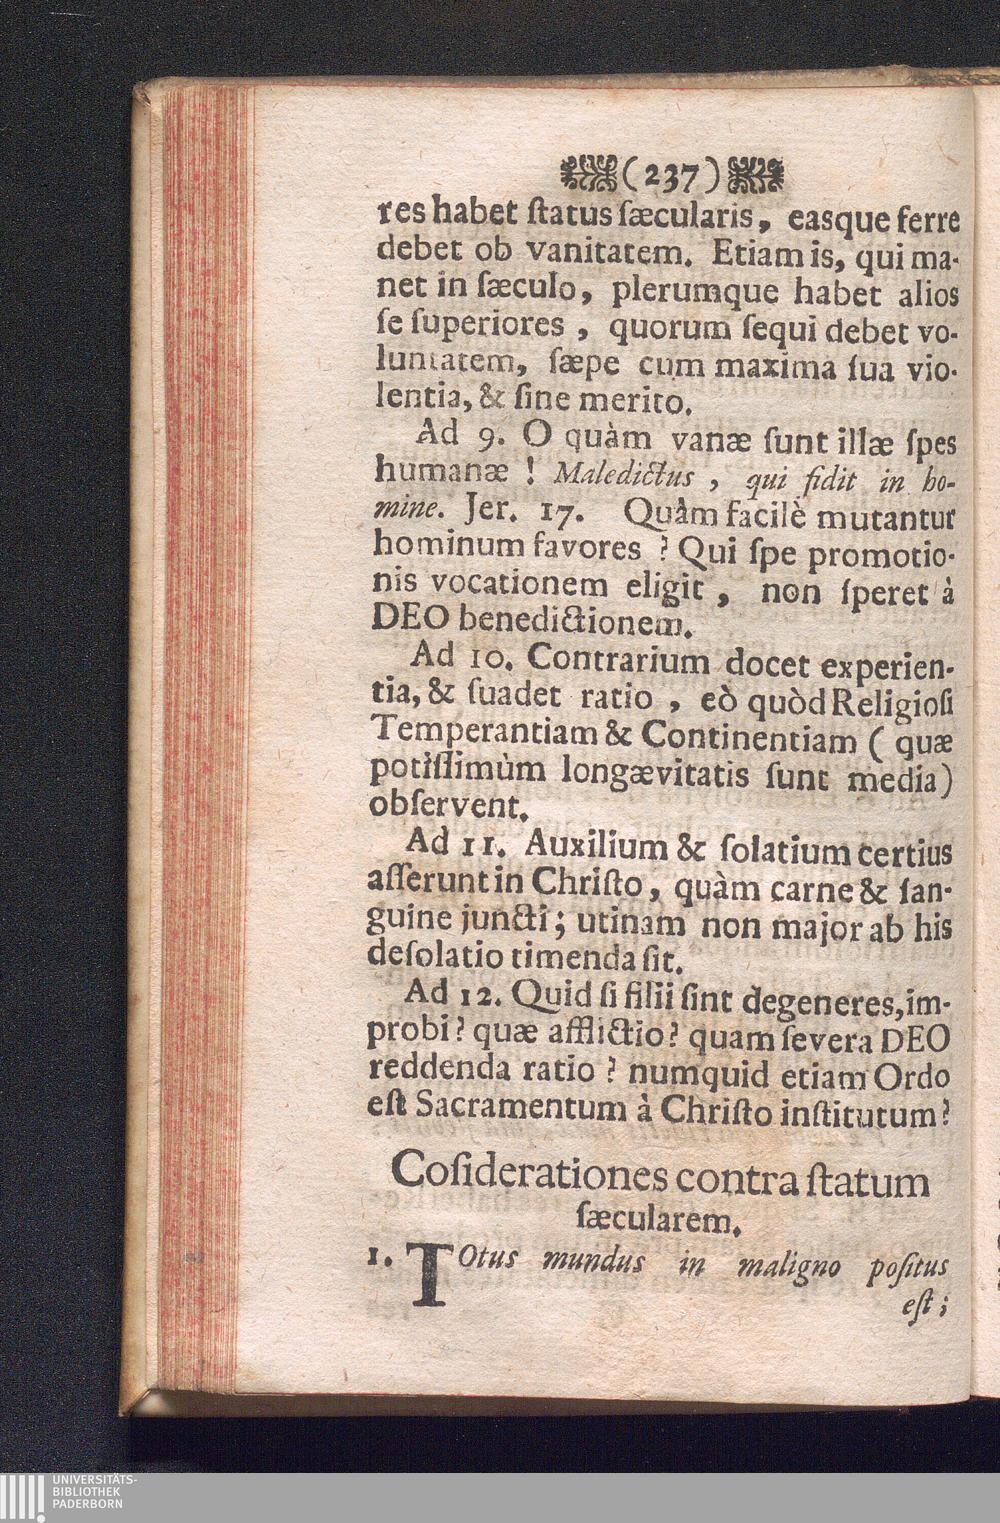 (237)
res habet ſtatus ſæcularis, easque ferre
debet ob vanitatem. Etiam is, qui ma-
net in ſæculo, plerumque habet alios
ſe ſuperiores, quorum ſequi debet vo-
luntatem, ſæpe cum maxima ſua vio-
lentia, & ſine merito.
Ad 9. O quàm vanæ ſunt illæ ſpes
humanæ! Maledictus, qui fidit in ho-
mine. Jer. 17. Quàm facilè mutantur
hominum favores? Qui ſpe promotio-
nis vocationem eligit, non ſperet à
DEO benedictionem.
Ad 10. Contrarium docet experien-
tia, & ſuadet ratio, eò quòd Religioſi
Temperantiam & Continentiam (quæ
potiſſimùm longævitatis ſunt media)
obſervent.
Ad 11. Auxilium & ſolatium certius
aſſerunt in Chriſto, quàm carne & ſan-
guine juncti; utinam non major ab his
deſolatio timenda ſit.
Ad 12. Quid ſi filii ſint degeneres, im-
probi? quæ afflictio? quam ſevera DEO
reddenda ratio? numquid etiam Ordo
eſt Sacramentum à Chriſto inſtitutum?
Coſiderationes contra ſtatum
ſæcularem.
1. TOtus mundus in maligno poſitus
eſt;
UNIVERSITÄTS-
BIBLIOTHEK
PADERBORN